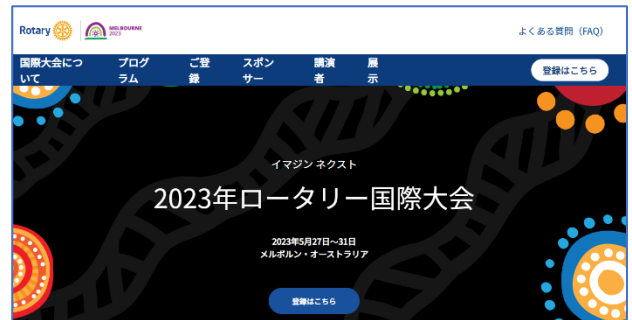 Rotary MELBOURNE 2023
よくある質問（FAQ）
国際大会について プログラム ご登録 スポンサー 講演者 展示
登録はこちら
イマジン ネクスト
2023年ロータリー国際大会
2023年5月27日～31日
メルボルン・オーストラリア
登録はこちら